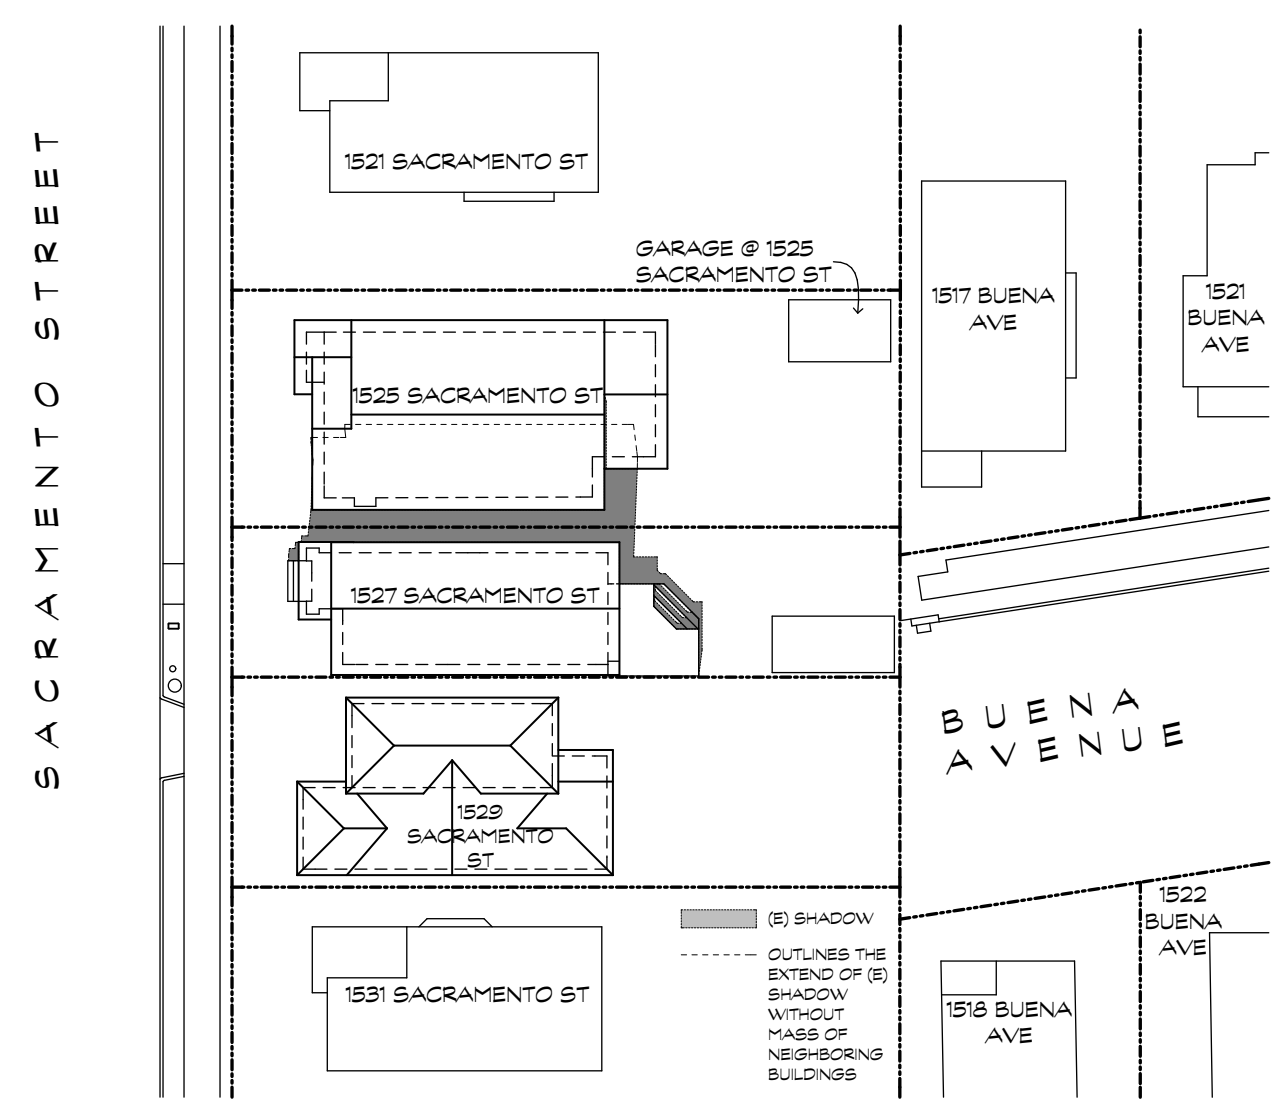 SACRAMENTO STREET
1521 SACRAMENTO ST
GARAGE @ 1525
SACRAMENTO ST
1517 BUENA
AVE
1521
BUENA
AVE
1525 SACRAMENTO ST
1527 SACRAMENTO ST
BUENA
AVENUE
1529
SACRAMENTO
ST
(E) SHADOW
OUTLINES THE
EXTEND OF (E)
SHADOW
WITHOUT
MASS OF
NEIGHBORING
BUILDINGS
1531 SACRAMENTO ST
1522
BUENA
AVE
1518 BUENA
AVE